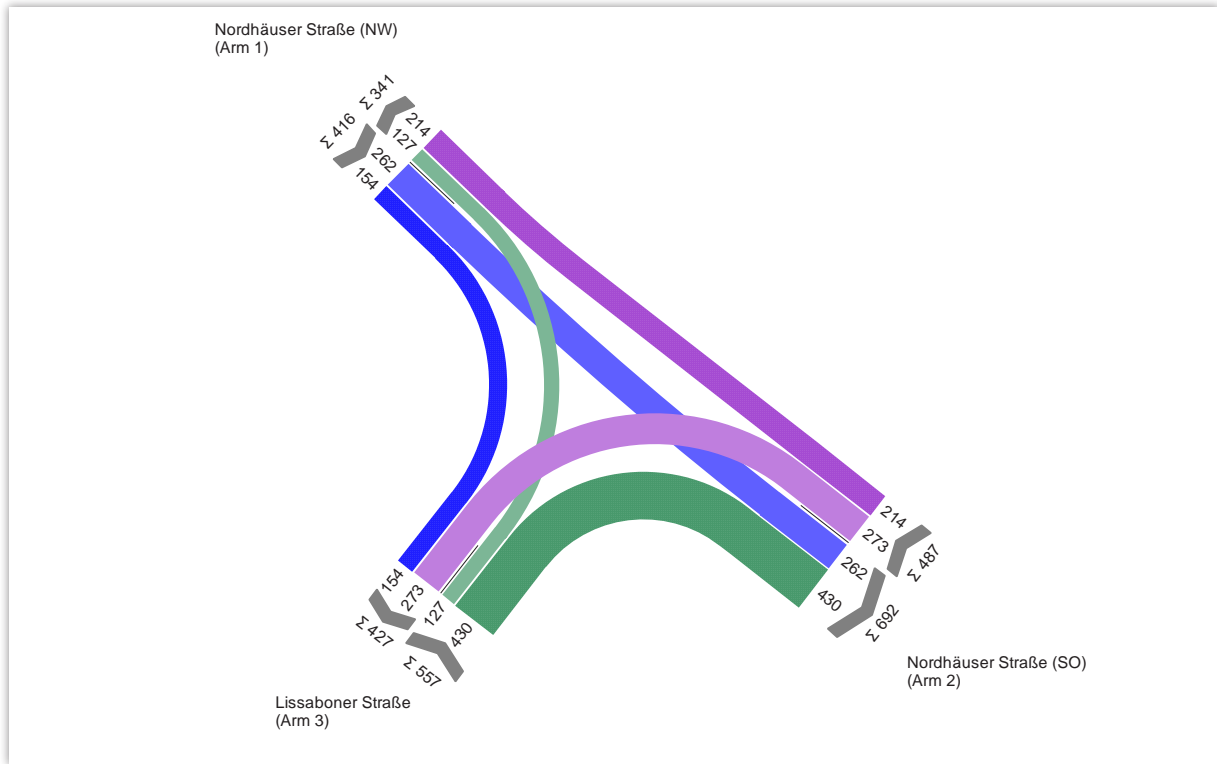 Nordhäuser Straße (NW)
(Arm 1)
Σ 341
Σ 416
214
127
262
154
214
273
Σ 487
262
430
Σ 692
Nordhäuser Straße (SO)
(Arm 2)
154
273
127
430
Σ 427
Σ 557
Lissaboner Straße
(Arm 3)